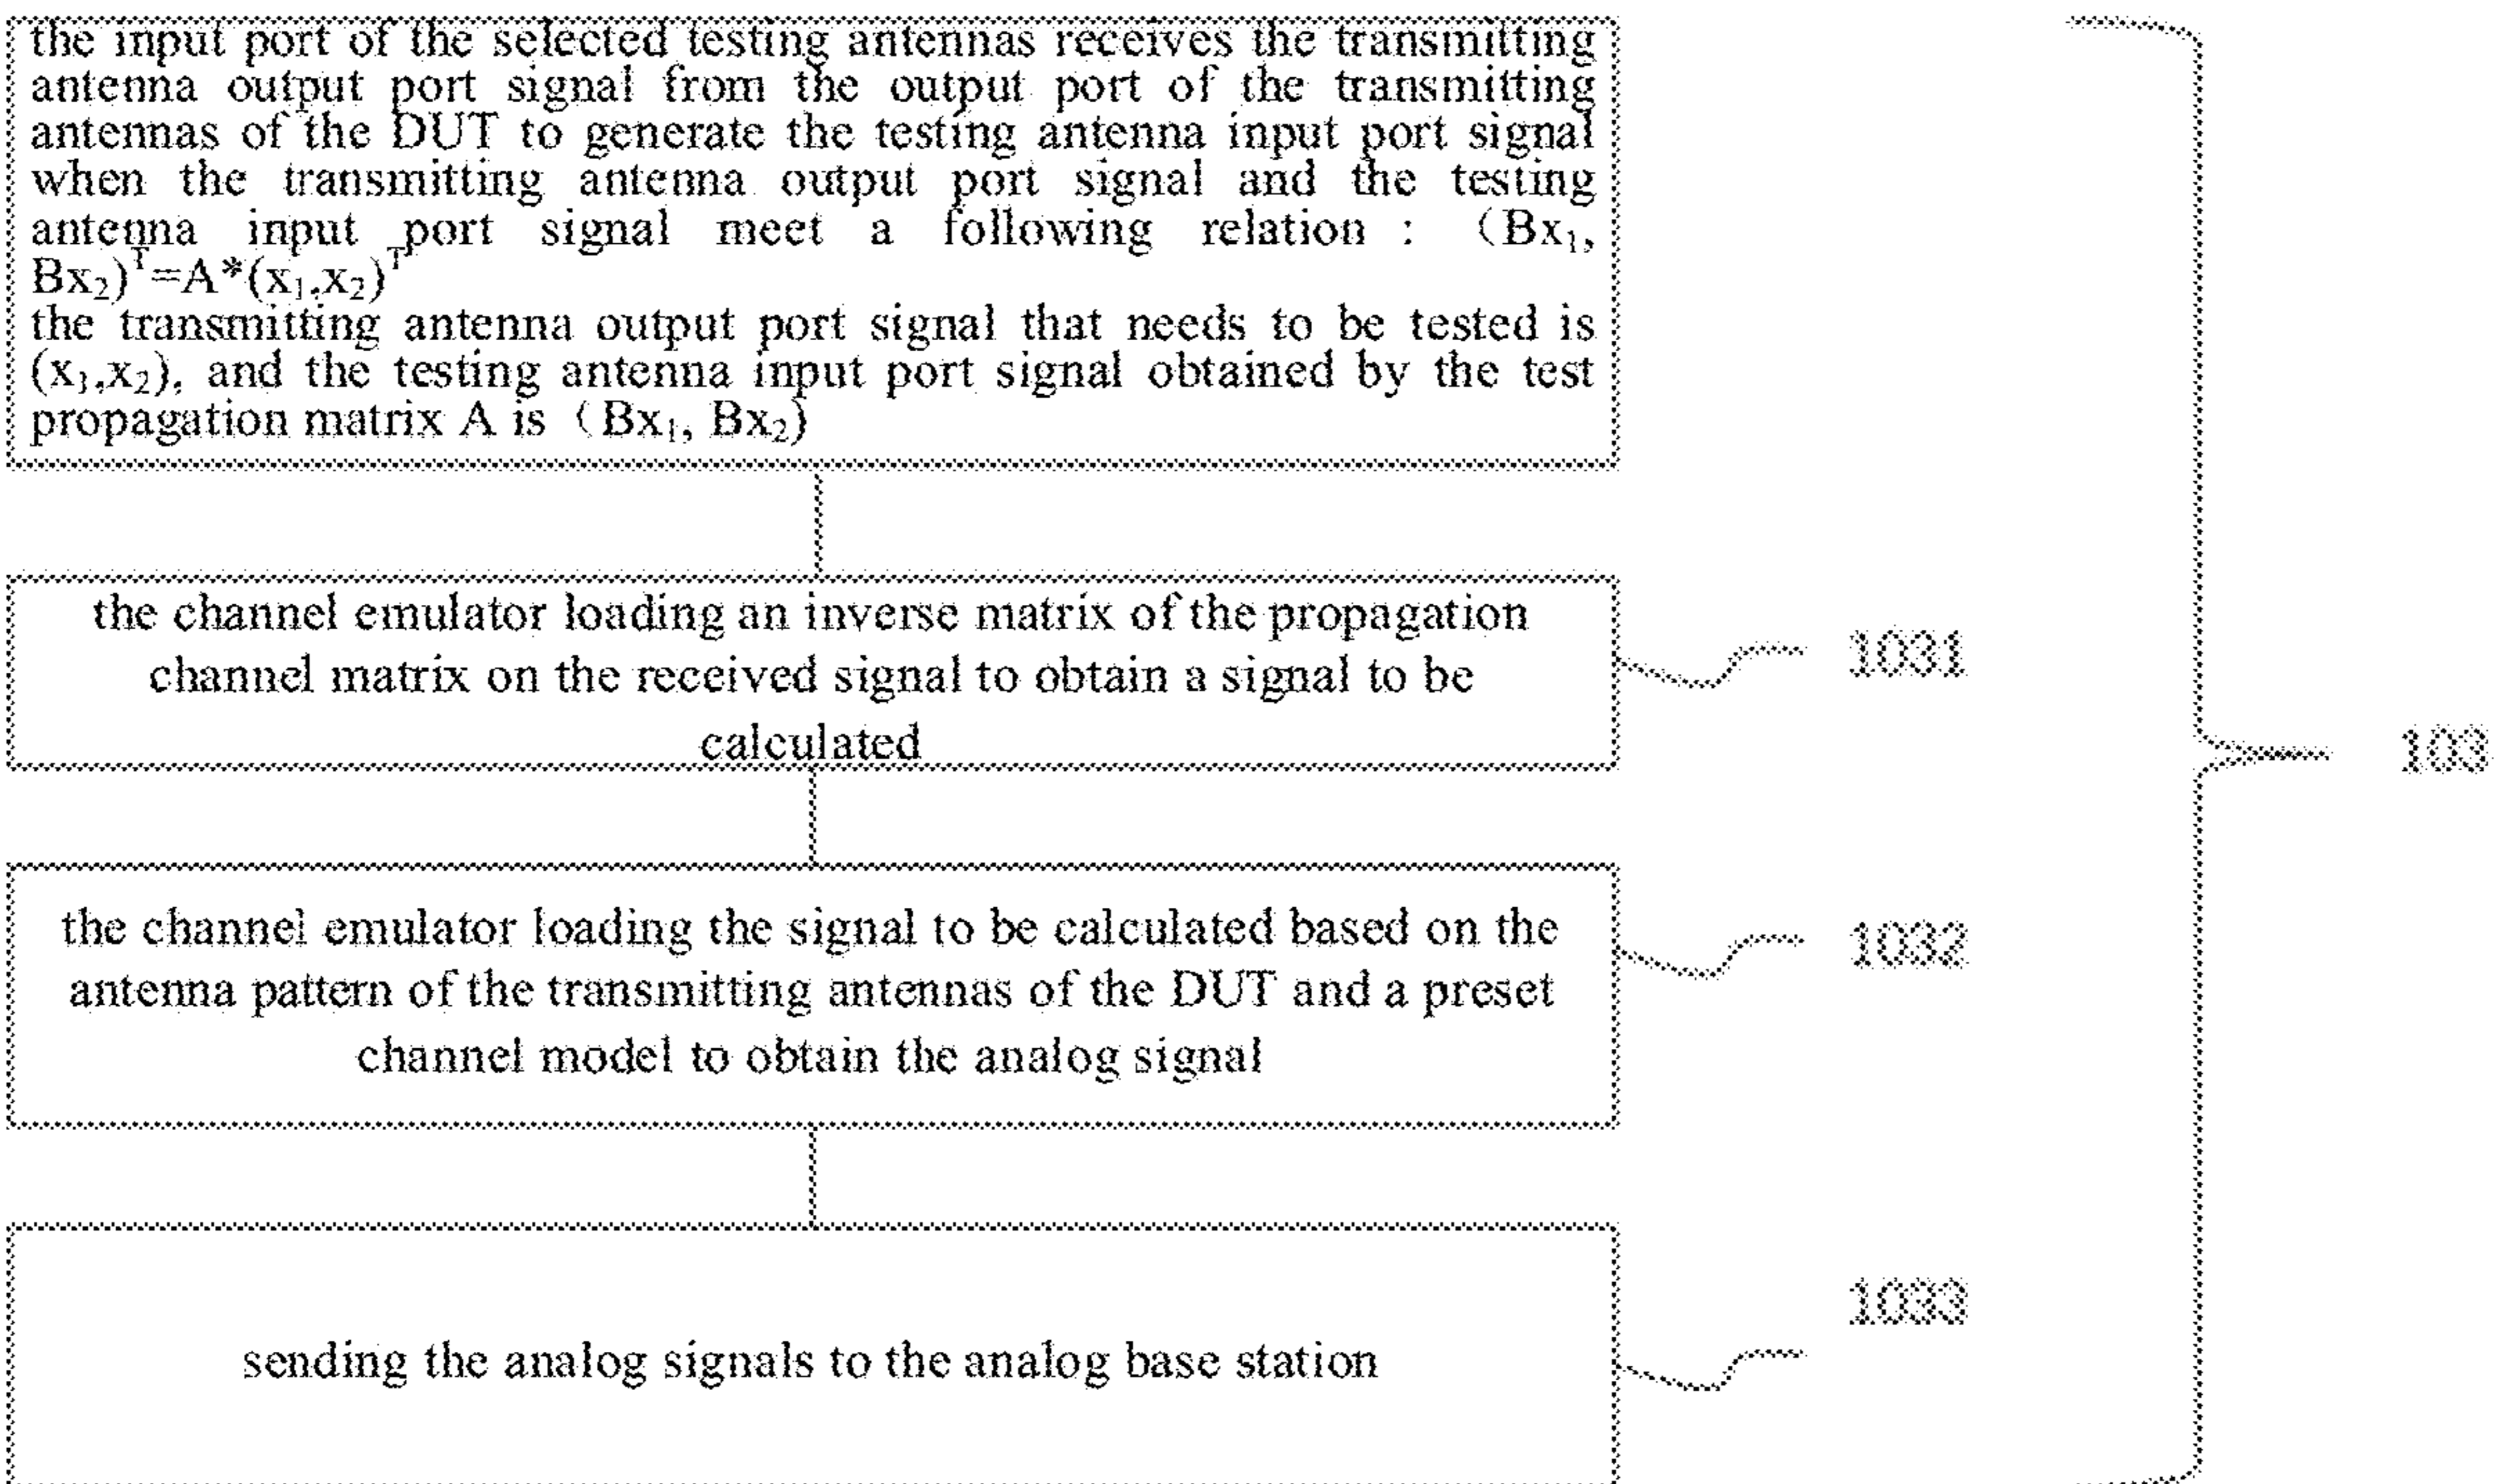 the input port of the selected testing antennas receives the transmitting
antenna output port signal from the output port of the transmitting
antennas of the DUT to generate the testing antenna input port signal
when the transmitting antenna output port signal and the testing
antenna input port signal meet a following relation : (Bx₁,
Bx₂)ᵀ=A*(x₁,x₂)ᵀ
the transmitting antenna output port signal that needs to be tested is
(x₁,x₂), and the testing antenna input port signal obtained by the test
propagation matrix A is (Bx₁, Bx₂)
the channel emulator loading an inverse matrix of the propagation
channel matrix on the received signal to obtain a signal to be
calculated
1031
103
the channel emulator loading the signal to be calculated based on the
antenna pattern of the transmitting antennas of the DUT and a preset
channel model to obtain the analog signal
1032
sending the analog signals to the analog base station
1033